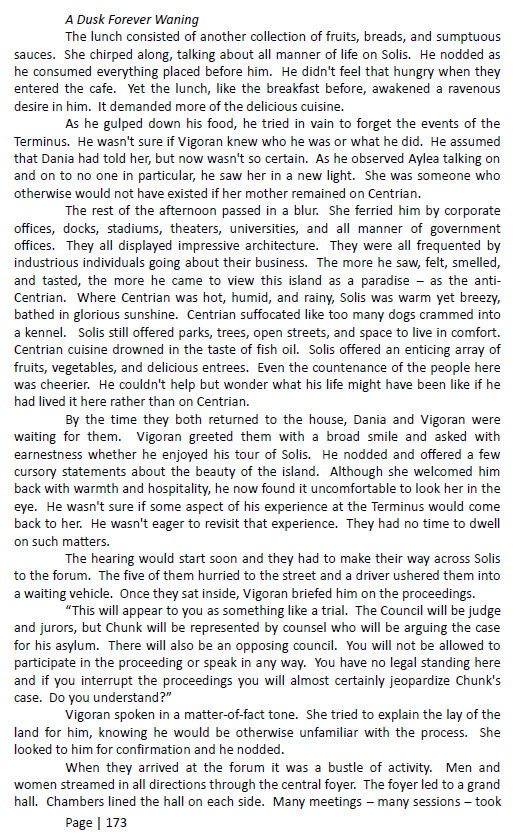 A Dusk Forever Waning
The lunch consisted of another collection of fruits, breads, and sumptuous
sauces. She chirped along, talking about all manner of life on Solis. He nodded as
he consumed everything placed before him. He didn't feel that hungry when they
entered the cafe. Yet the lunch, like the breakfast before, awakened a ravenous
desire in him. It demanded more of the delicious cuisine.
As he gulped down his food, he tried in vain to forget the events of the
Terminus. He wasn't sure if Vigoran knew who he was or what he did. He assumed
that Dania had told her, but now wasn't so certain. As he observed Aylea talking on
and on to no one in particular, he saw her in a new light. She was someone who
otherwise would not have existed if her mother remained on Centrian.
The rest of the afternoon passed in a blur. She ferried him by corporate
offices, docks, stadiums, theaters, universities, and all manner of government
offices. They all displayed impressive architecture. They were all frequented by
industrious individuals going about their business. The more he saw, felt, smelled,
and tasted, the more he came to view this island as a paradise – as the anti-
Centrian. Where Centrian was hot, humid, and rainy, Solis was warm yet breezy,
bathed in glorious sunshine. Centrian suffocated like too many dogs crammed into
a kennel. Solis still offered parks, trees, open streets, and space to live in comfort.
Centrian cuisine drowned in the taste of fish oil. Solis offered an enticing array of
fruits, vegetables, and delicious entrees. Even the countenance of the people here
was cheerier. He couldn't help but wonder what his life might have been like if he
had lived it here rather than on Centrian.
By the time they both returned to the house, Dania and Vigoran were
waiting for them. Vigoran greeted them with a broad smile and asked with
earnestness whether he enjoyed his tour of Solis. He nodded and offered a few
cursory statements about the beauty of the island. Although she welcomed him
back with warmth and hospitality, he now found it uncomfortable to look her in the
eye. He wasn't sure if some aspect of his experience at the Terminus would come
back to her. He wasn't eager to revisit that experience. They had no time to dwell
on such matters.
The hearing would start soon and they had to make their way across Solis
to the forum. The five of them hurried to the street and a driver ushered them into
a waiting vehicle. Once they sat inside, Vigoran briefed him on the proceedings.
“This will appear to you as something like a trial. The Council will be judge
and jurors, but Chunk will be represented by counsel who will be arguing the case
for his asylum. There will also be an opposing council. You will not be allowed to
participate in the proceeding or speak in any way. You have no legal standing here
and if you interrupt the proceedings you will almost certainly jeopardize Chunk's
case. Do you understand?”
Vigoran spoken in a matter-of-fact tone. She tried to explain the lay of the
land for him, knowing he would be otherwise unfamiliar with the process. She
looked to him for confirmation and he nodded.
When they arrived at the forum it was a bustle of activity. Men and
women streamed in all directions through the central foyer. The foyer led to a grand
hall. Chambers lined the hall on each side. Many meetings – many sessions – took
Page | 173